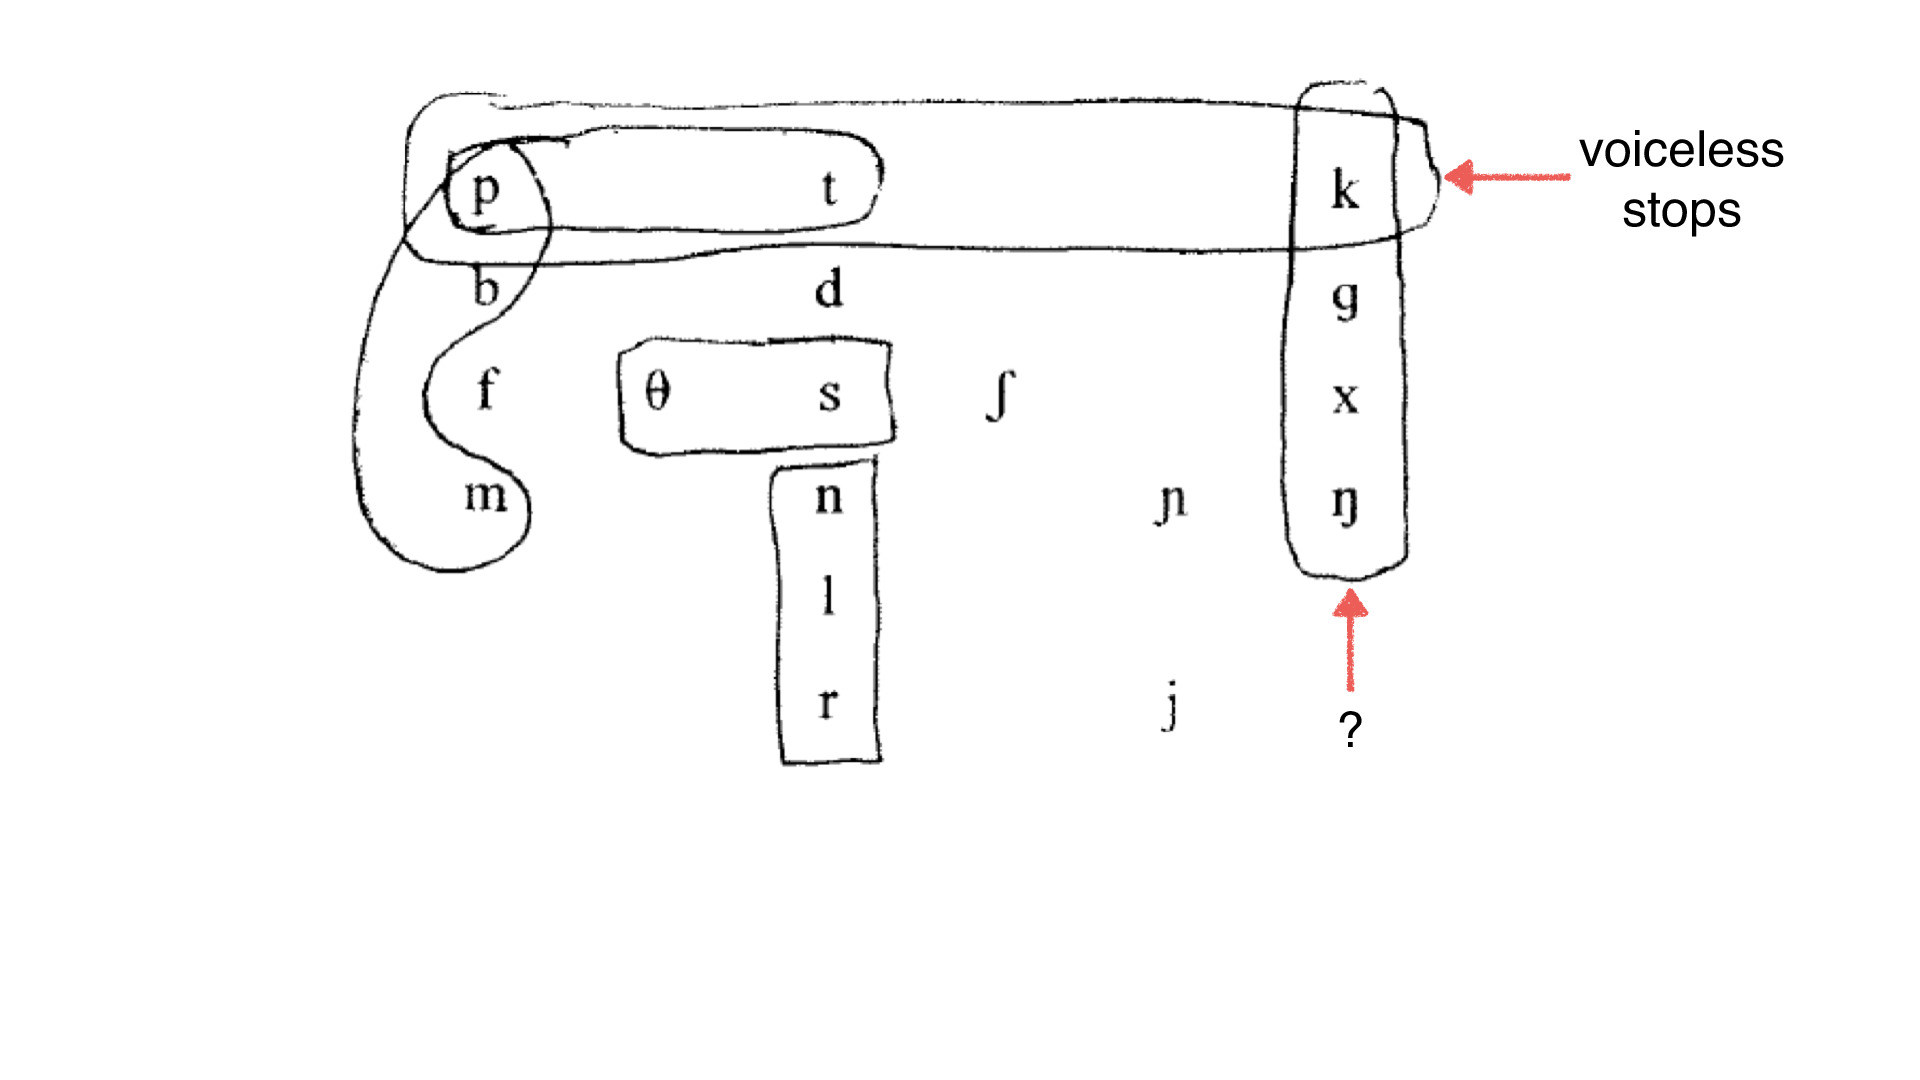 voiceless
stops
p t k
b d g
f θ s ʃ x
m n ɲ ŋ
l
r j
?